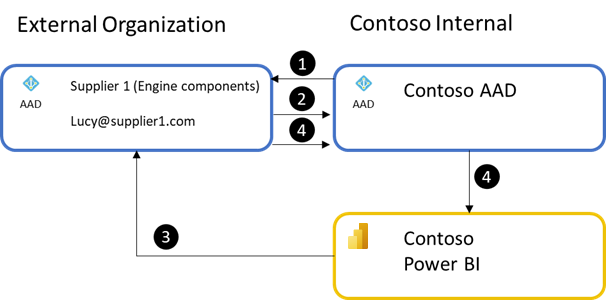 External Organization
Contoso Internal
1
AAD
Supplier 1 (Engine components)
Lucy@supplier1.com
2
4
AAD
Contoso AAD
4
3
Contoso
Power BI